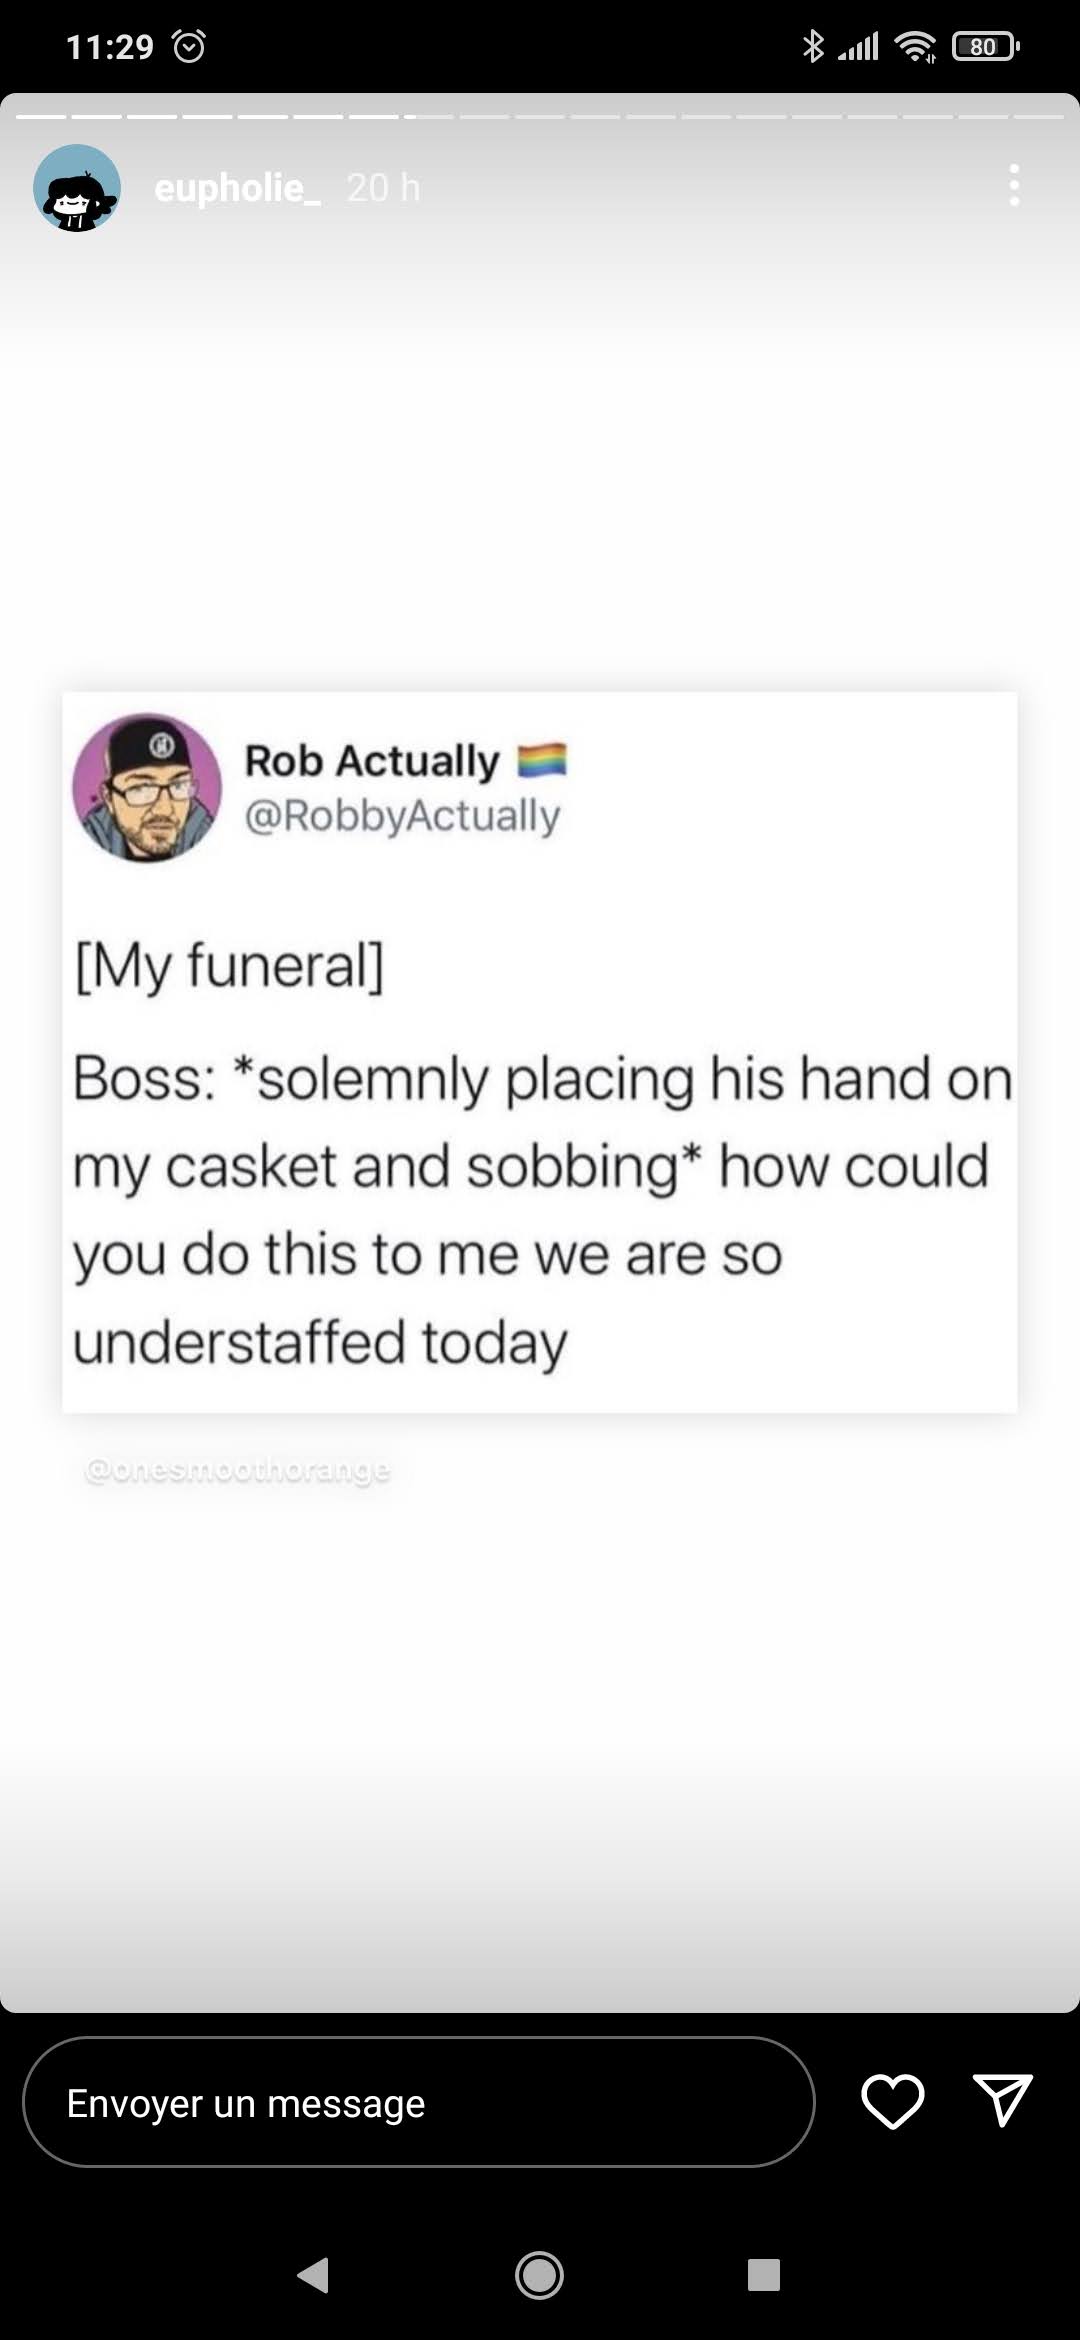 11:29
80
eupholie_ 20 h
Rob Actually
@RobbyActually
[My funeral]
Boss: *solemnly placing his hand on
my casket and sobbing* how could
you do this to me we are so
understaffed today
@onesmoothorange
Envoyer un message